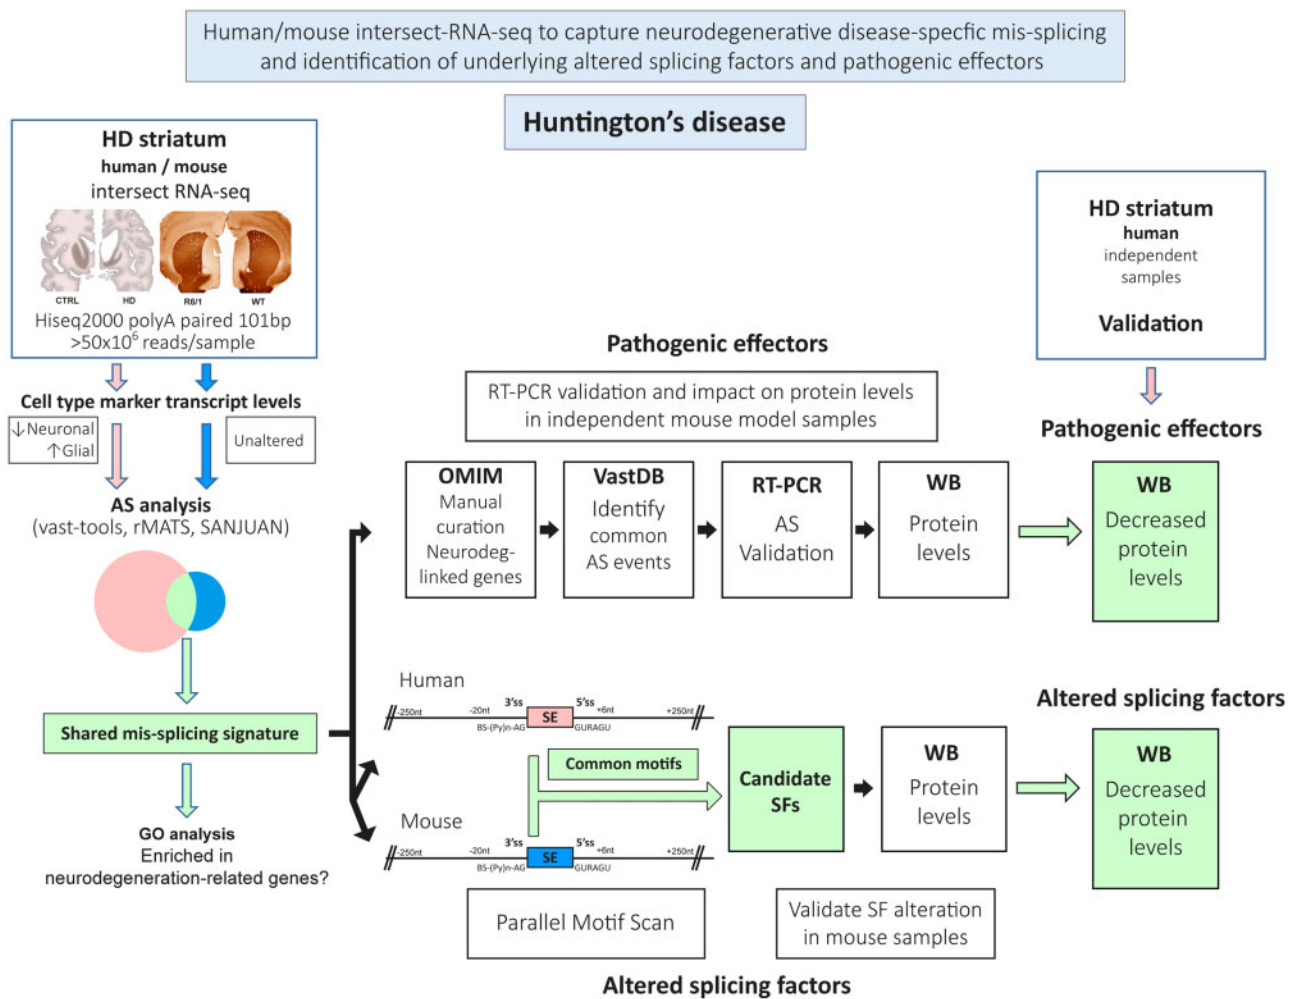 Human/mouse intersect-RNA-seq to capture neurodegenerative disease-specfic mis-splicing
and identification of underlying altered splicing factors and pathogenic effectors
Huntington's disease
HD striatum
human / mouse
intersect RNA-seq
CTRL HD R6/1 WT
Hiseq2000 polyA paired 101bp
>50x10⁶ reads/sample
Cell type marker transcript levels
↓Neuronal
↑Glial
Unaltered
AS analysis
(vast-tools, rMATS, SANJUAN)
Shared mis-splicing signature
GO analysis
Enriched in
neurodegeneration-related genes?
Pathogenic effectors
RT-PCR validation and impact on protein levels
in independent mouse model samples
OMIM
Manual
curation
Neurodeg-
linked genes
VastDB
Identify
common
AS events
RT-PCR
AS
Validation
WB
Protein
levels
HD striatum
human
independent
samples
Validation
Pathogenic effectors
WB
Decreased
protein
levels
Human
-250nt -20nt 3'ss SE 5'ss +6nt +250nt
BS-(Py)n-AG GURAGU
Common motifs
Mouse
-250nt -20nt 3'ss SE 5'ss +6nt +250nt
BS-(Py)n-AG GURAGU
Parallel Motif Scan
Candidate
SFs
WB
Protein
levels
Validate SF alteration
in mouse samples
Altered splicing factors
Altered splicing factors
WB
Decreased
protein
levels